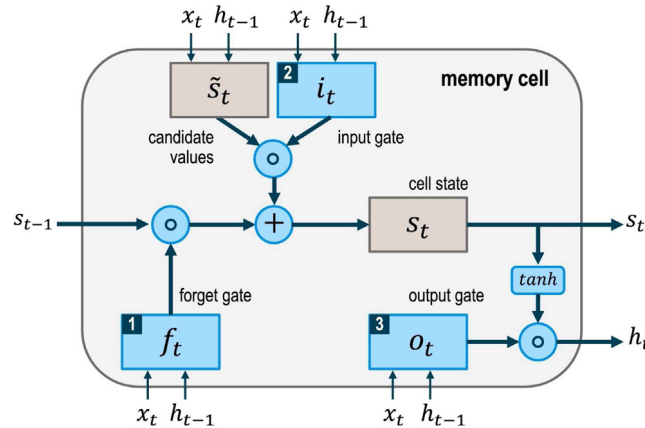 x_t h_{t-1} x_t h_{t-1}
memory cell
s̃_t
2 i_t
candidate values
input gate
∘
cell state
s_{t-1} ∘ + s_t s_t
tanh
forget gate
output gate
1 f_t
3 o_t
∘ h_t
x_t h_{t-1} x_t h_{t-1}